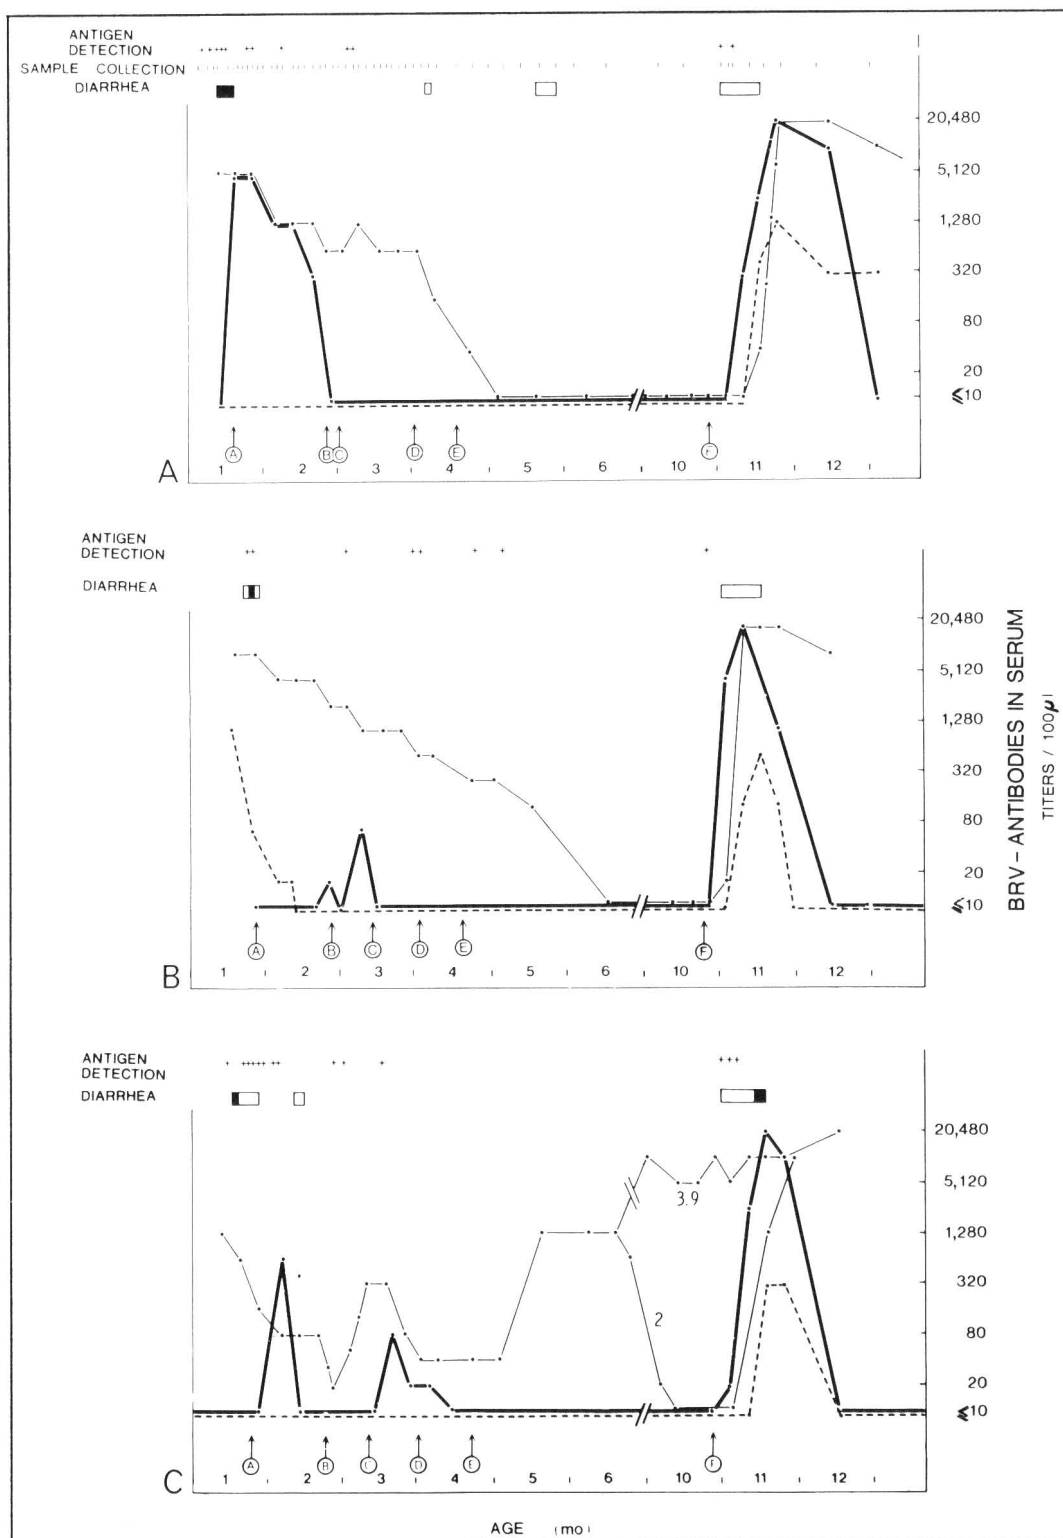 ANTIGEN
DETECTION
+ + +++ ++ + ++ + +
SAMPLE COLLECTION
DIARRHEA
20,480
5,120
1,280
320
80
20
≤10
A B C D E F
A
1 2 3 4 5 6 10 11 12
ANTIGEN
DETECTION
++ + ++ + + +
DIARRHEA
20,480
5,120
1,280
320
80
20
≤10
A B C D E F
B
1 2 3 4 5 6 10 11 12
BRV - ANTIBODIES IN SERUM
TITERS / 100µl
ANTIGEN
DETECTION
+ +++++ ++ + + + +++
DIARRHEA
20,480
5,120
3.9
1,280
320
2
80
20
≤10
A B C D E F
C
1 2 3 4 5 6 10 11 12
AGE (mo)